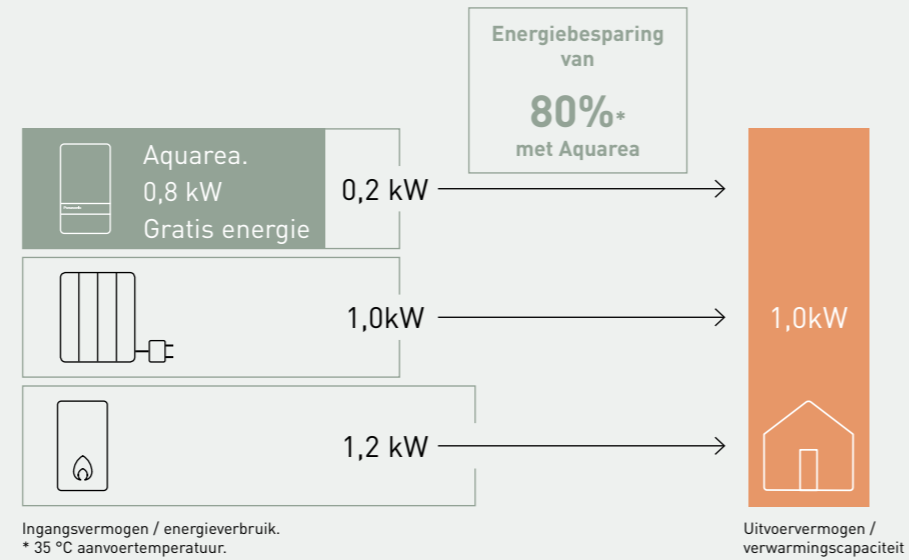 Energiebesparing
van
80%*
met Aquarea
Aquarea.
0,8 kW
Gratis energie
0,2 kW
1,0kW
1,0kW
1,2 kW
Ingangsvermogen / energieverbruik.
* 35 °C aanvoertemperatuur.
Uitvoervermogen /
verwarmingscapaciteit